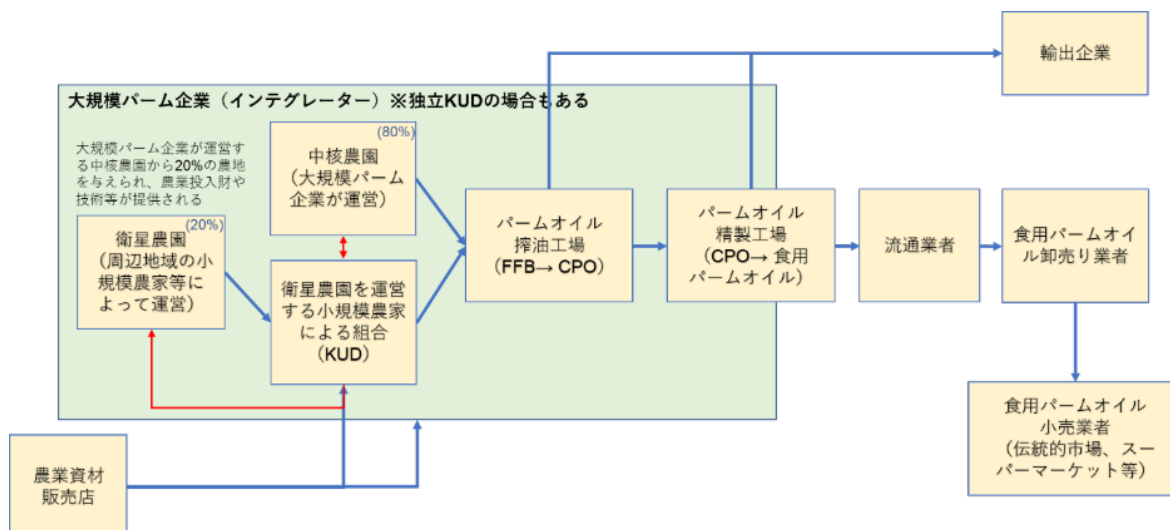 輸出企業
大規模パーム企業（インテグレーター）※独立KUDの場合もある
大規模パーム企業が運営す
る中核農園から20%の農地
を与えられ、農業投入財や
技術等が提供される
(80%)
中核農園
（大規模パーム
企業が運営）
(20%)
衛星農園
（周辺地域の小
規模農家等に
よって運営）
衛星農園を運営
する小規模農家
による組合
（KUD）
パームオイル
搾油工場
（FFB→ CPO）
パームオイル
精製工場
（CPO→ 食用
パームオイル）
流通業者
食用パームオイ
ル卸売り業者
食用パームオイル
小売業者
（伝統的市場、スー
パーマーケット等）
農業資材
販売店